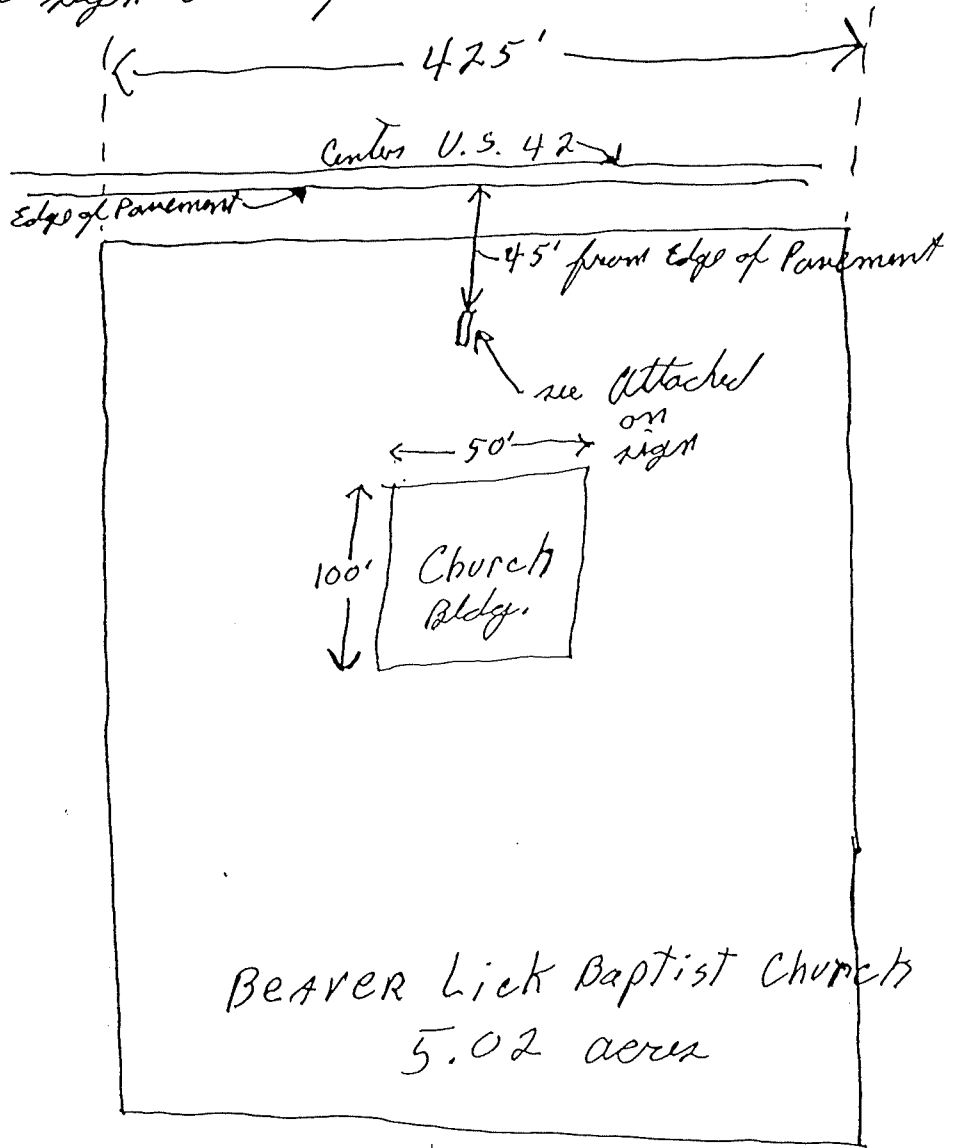 sign
425'
Center U.S. 42
Edge of Pavement
45' from Edge of Pavement
see Attached
on
sign
50'
100'
Church
Bldg.
BEAVER Lick Baptist Church
5.02 acres